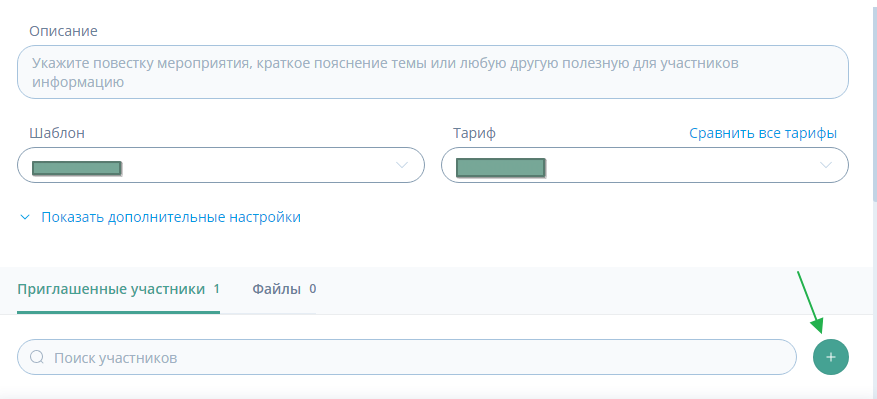 Описание
Укажите повестку мероприятия, краткое пояснение темы или любую другую полезную для участников
информацию
Шаблон
Тариф
Сравнить все тарифы
Показать дополнительные настройки
Приглашенные участники 1
Файлы 0
Поиск участников
+